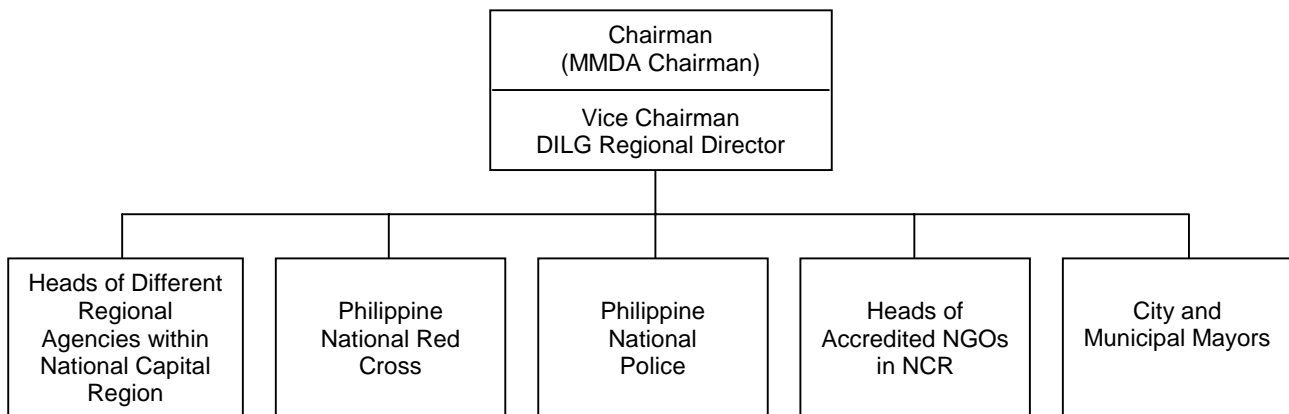 Chairman
(MMDA Chairman)
Vice Chairman
DILG Regional Director
Heads of Different
Regional
Agencies within
National Capital
Region
Philippine
National Red
Cross
Philippine
National
Police
Heads of
Accredited NGOs
in NCR
City and
Municipal Mayors